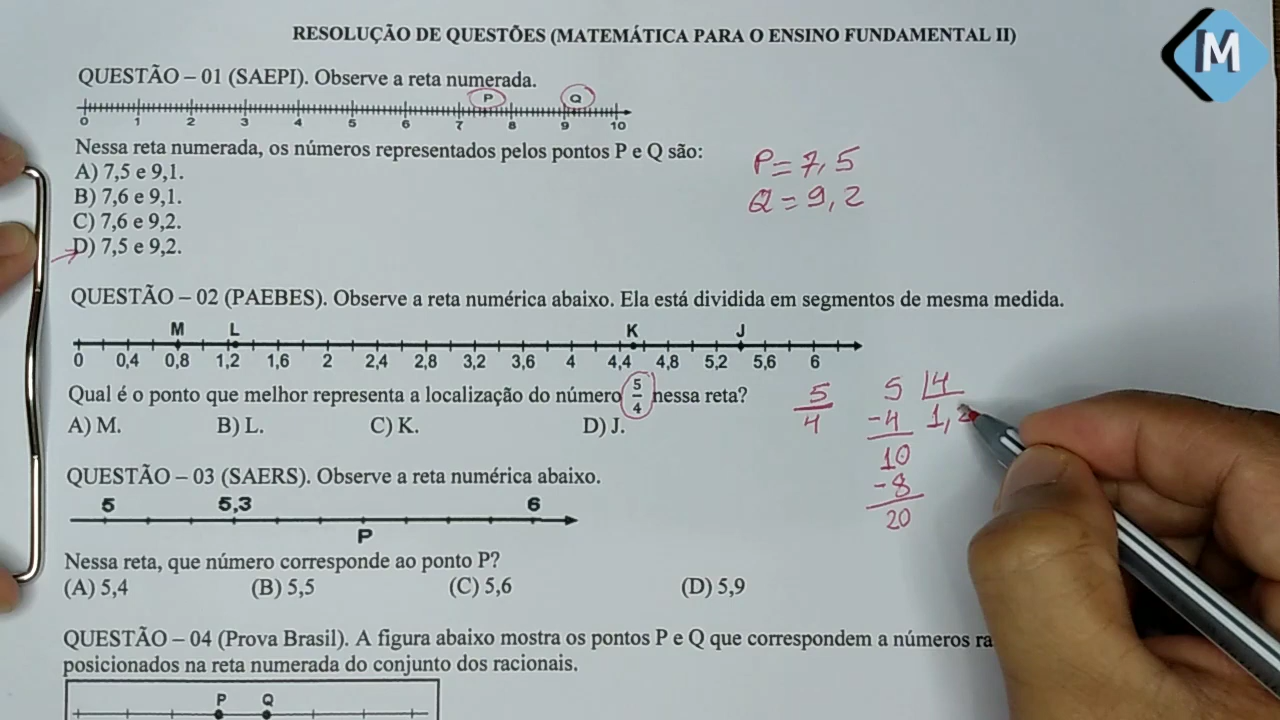 RESOLUÇÃO DE QUESTÕES (MATEMÁTICA PARA O ENSINO FUNDAMENTAL II)
M
QUESTÃO – 01 (SAEPI). Observe a reta numerada.
P Q
0 1 2 3 4 5 6 7 8 9 10
Nessa reta numerada, os números representados pelos pontos P e Q são:
A) 7,5 e 9,1.
B) 7,6 e 9,1.
C) 7,6 e 9,2.
D) 7,5 e 9,2.
P = 7,5
Q = 9,2
QUESTÃO – 02 (PAEBES). Observe a reta numérica abaixo. Ela está dividida em segmentos de mesma medida.
M L K J
0 0,4 0,8 1,2 1,6 2 2,4 2,8 3,2 3,6 4 4,4 4,8 5,2 5,6 6
Qual é o ponto que melhor representa a localização do número 5/4 nessa reta?
A) M. B) L. C) K. D) J.
5
4
5 4
-4 1,2
10
-8
20
QUESTÃO – 03 (SAERS). Observe a reta numérica abaixo.
5 5,3 6
P
Nessa reta, que número corresponde ao ponto P?
(A) 5,4 (B) 5,5 (C) 5,6 (D) 5,9
QUESTÃO – 04 (Prova Brasil). A figura abaixo mostra os pontos P e Q que correspondem a números
posicionados na reta numerada do conjunto dos racionais.
P Q